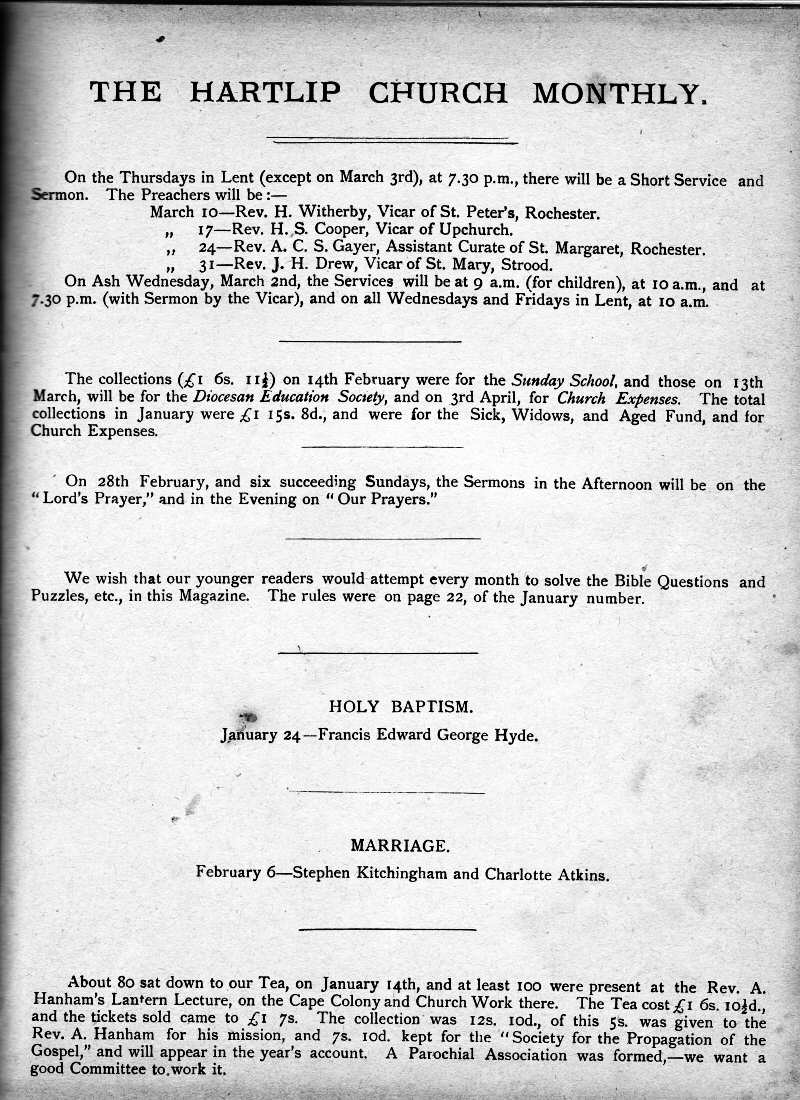 THE HARTLIP CHURCH MONTHLY.
On the Thursdays in Lent (except on March 3rd), at 7.30 p.m., there will be a Short Service and
Sermon. The Preachers will be:—
March 10—Rev. H. Witherby, Vicar of St. Peter's, Rochester.
„ 17—Rev. H. S. Cooper, Vicar of Upchurch.
„ 24—Rev. A. C. S. Gayer, Assistant Curate of St. Margaret, Rochester.
„ 31—Rev. J. H. Drew, Vicar of St. Mary, Strood.
On Ash Wednesday, March 2nd, the Services will be at 9 a.m. (for children), at 10 a.m., and at
7.30 p.m. (with Sermon by the Vicar), and on all Wednesdays and Fridays in Lent, at 10 a.m.
The collections (£1 6s. 11½) on 14th February were for the Sunday School, and those on 13th
March, will be for the Diocesan Education Society, and on 3rd April, for Church Expenses. The total
collections in January were £1 15s. 8d., and were for the Sick, Widows, and Aged Fund, and for
Church Expenses.
On 28th February, and six succeeding Sundays, the Sermons in the Afternoon will be on the
"Lord's Prayer," and in the Evening on "Our Prayers."
We wish that our younger readers would attempt every month to solve the Bible Questions and
Puzzles, etc., in this Magazine. The rules were on page 22, of the January number.
HOLY BAPTISM.
January 24—Francis Edward George Hyde.
MARRIAGE.
February 6—Stephen Kitchingham and Charlotte Atkins.
About 80 sat down to our Tea, on January 14th, and at least 100 were present at the Rev. A.
Hanham's Lantern Lecture, on the Cape Colony and Church Work there. The Tea cost £1 6s. 10½d.,
and the tickets sold came to £1 7s. The collection was 12s. 10d., of this 5s. was given to the
Rev. A. Hanham for his mission, and 7s. 10d. kept for the "Society for the Propagation of the
Gospel," and will appear in the year's account. A Parochial Association was formed,—we want a
good Committee to work it.